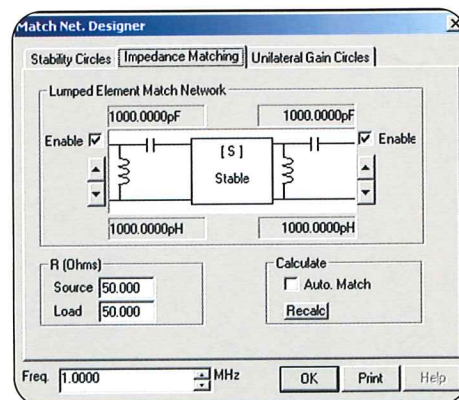 Match Net. Designer
Stability Circles Impedance Matching Unilateral Gain Circles
Lumped Element Match Network
1000.0000pF 1000.0000pF
Enable [S] Enable
Stable
1000.0000pH 1000.0000pH
R (Ohms) Calculate
Source 50.000 Auto. Match
Load 50.000 Recalc
Freq. 1.0000 MHz OK Print Help